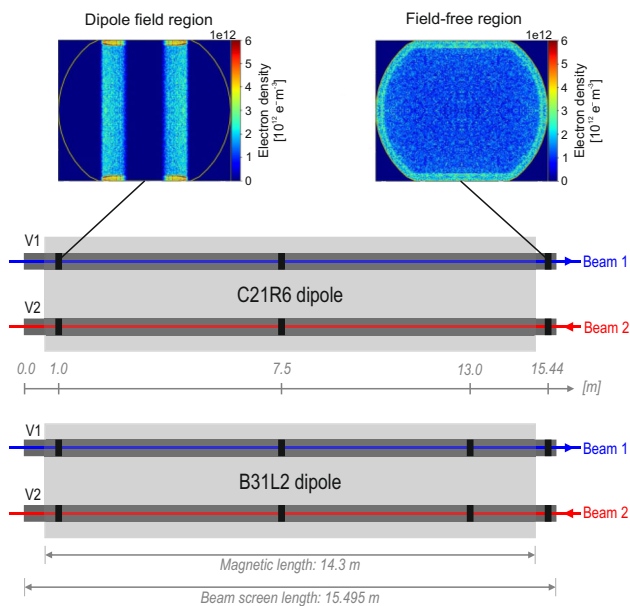 Dipole field region
Field-free region
1e12
6
5
4
3
2
1
0
Electron density
[10¹² e⁻m⁻³]
1e12
6
5
4
3
2
1
0
Electron density
[10¹² e⁻m⁻³]
V1
Beam 1
C21R6 dipole
V2
Beam 2
0.0 1.0 7.5 13.0 15.44
[m]
V1
Beam 1
B31L2 dipole
V2
Beam 2
Magnetic length: 14.3 m
Beam screen length: 15.495 m